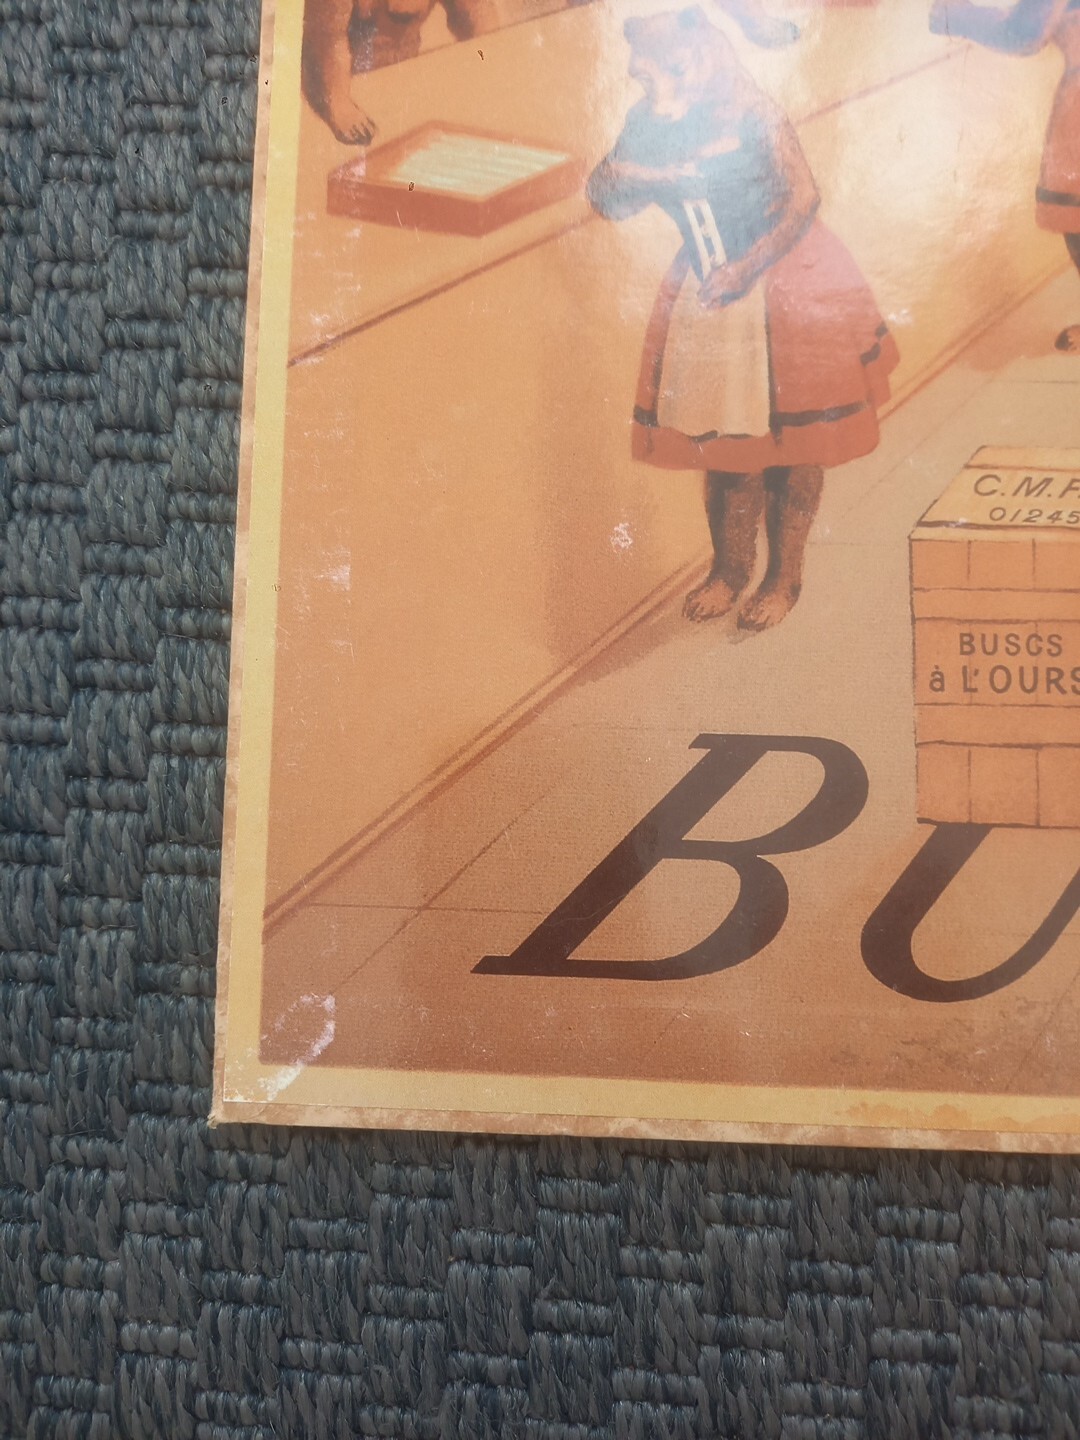 C.M.F
01245
BUSCS
à L'OURS
BU